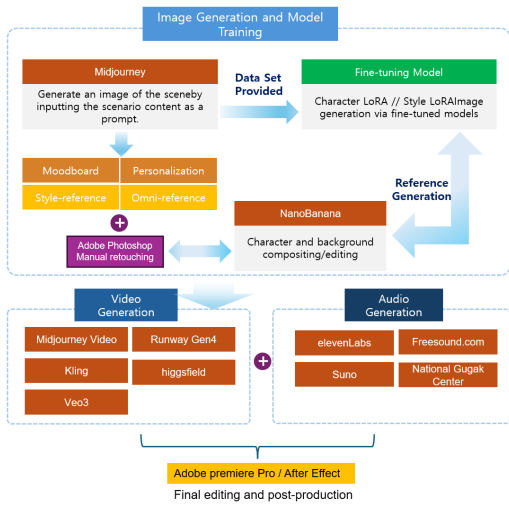 Image Generation and Model
Training
Midjourney
Generate an image of the sceneby
inputting the scenario content as a
prompt.
Data Set
Provided
Fine-tuning Model
Character LoRA // Style LoRAImage
generation via fine-tuned models
Moodboard
Personalization
Style-reference
Omni-reference
+
Adobe Photoshop
Manual retouching
Reference
Generation
NanoBanana
Character and background
compositing/editing
Video
Generation
Midjourney Video
Runway Gen4
Kling
higgsfield
Veo3
+
Audio
Generation
elevenLabs
Freesound.com
Suno
National Gugak
Center
Adobe premiere Pro / After Effect
Final editing and post-production